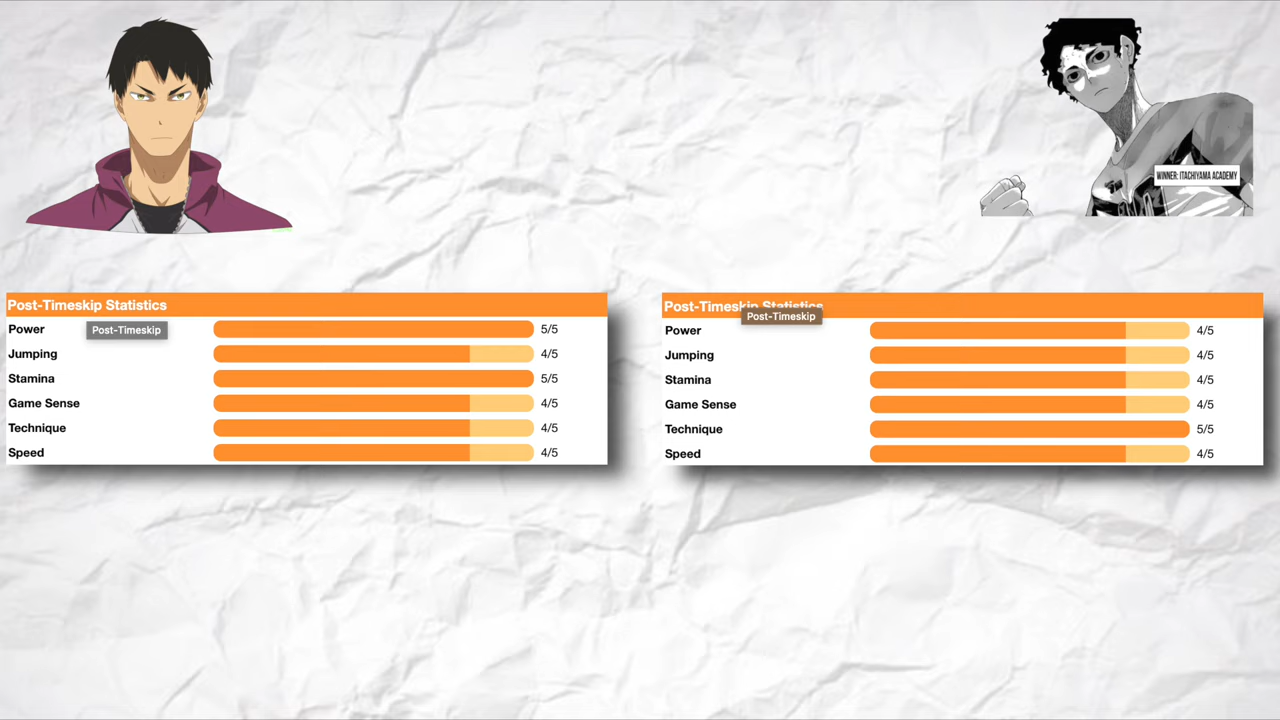 WINNER: ITACHIYAMA ACADEMY
Post-Timeskip Statistics
Post-Timeskip
Power 5/5
Jumping 4/5
Stamina 5/5
Game Sense 4/5
Technique 4/5
Speed 4/5
Post-Timeskip Statistics
Post-Timeskip
Power 4/5
Jumping 4/5
Stamina 4/5
Game Sense 4/5
Technique 5/5
Speed 4/5